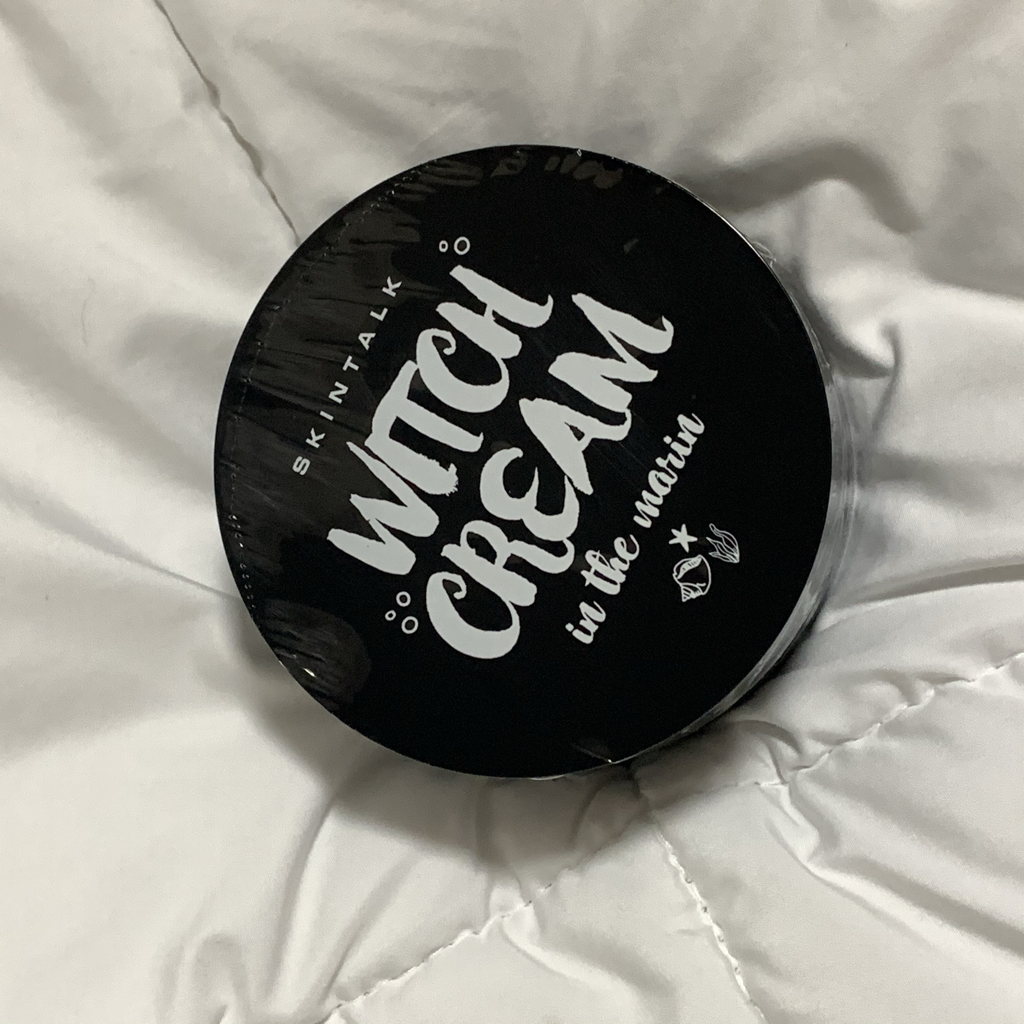 SKINTALK
WITCH
CREAM
in the marin